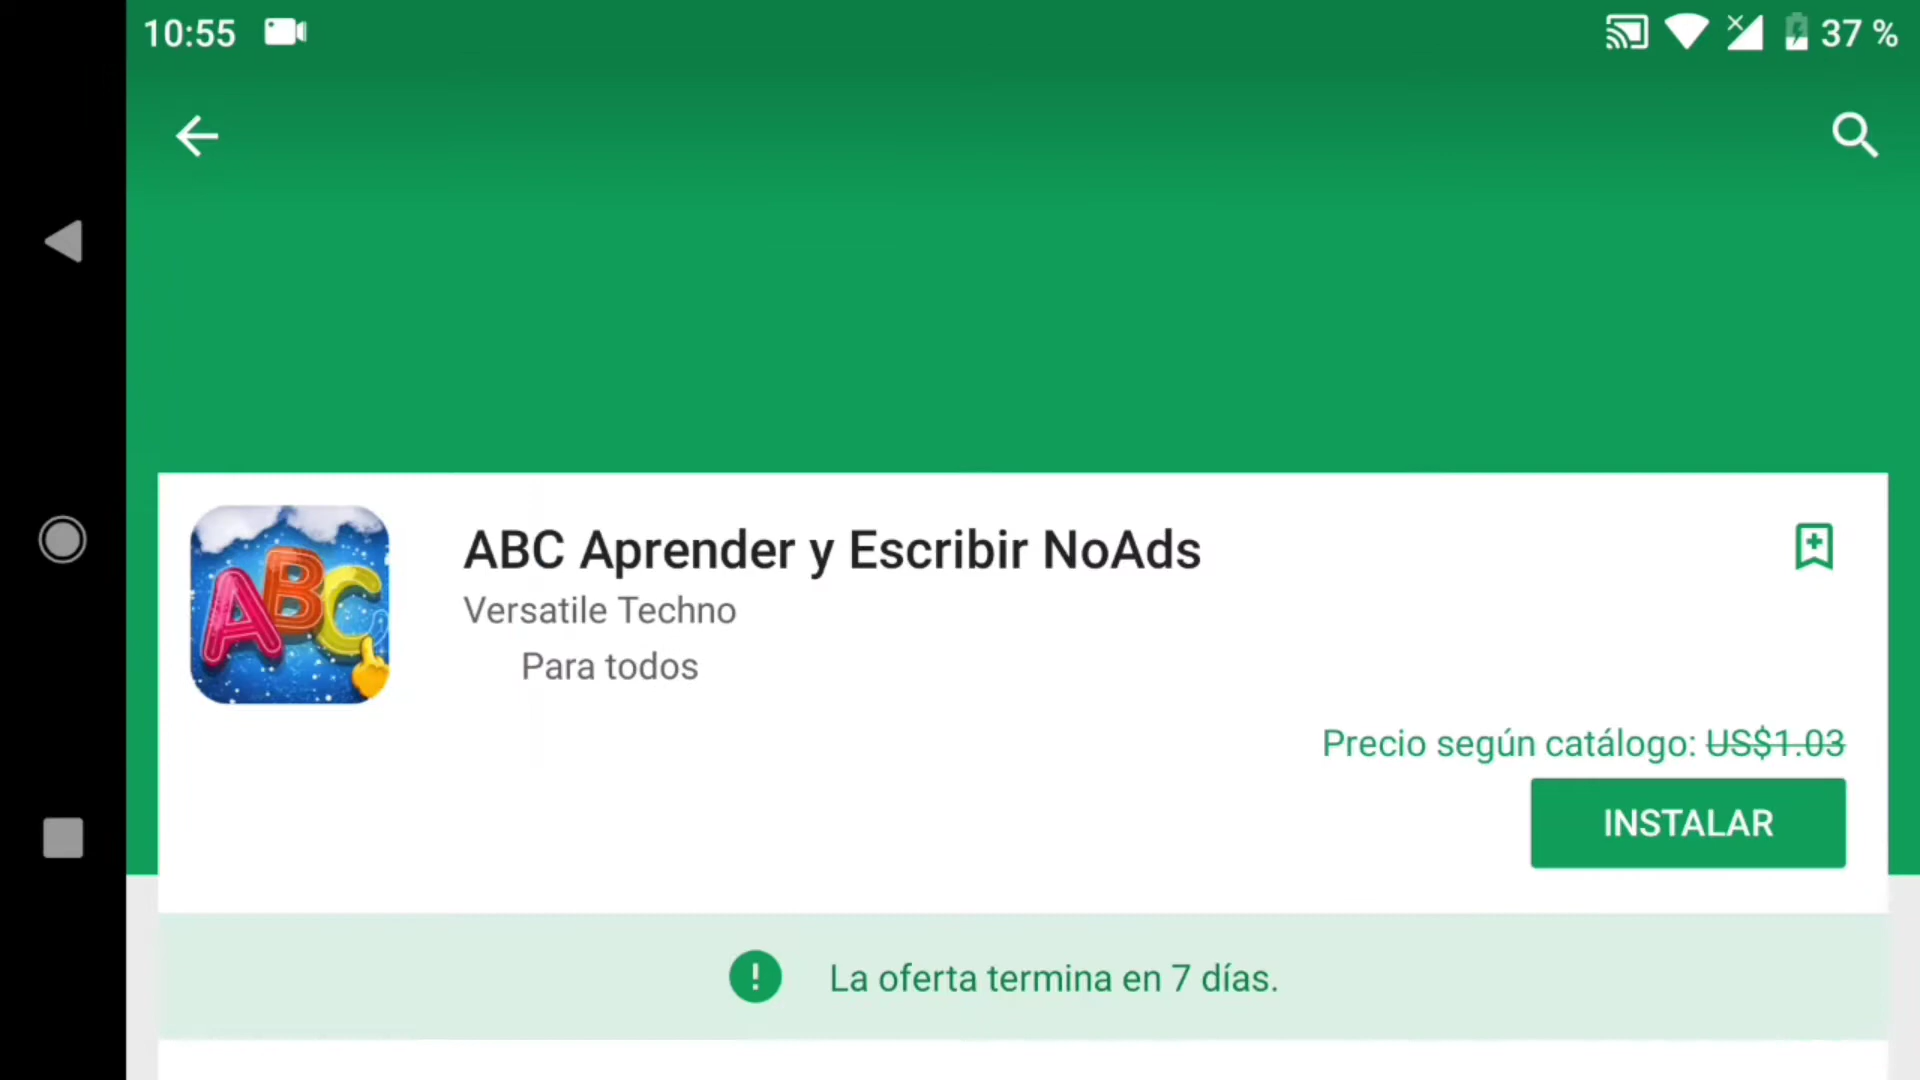 10:55
37 %
ABC
ABC Aprender y Escribir NoAds
Versatile Techno
Para todos
Precio según catálogo: US$1.03
INSTALAR
! La oferta termina en 7 días.